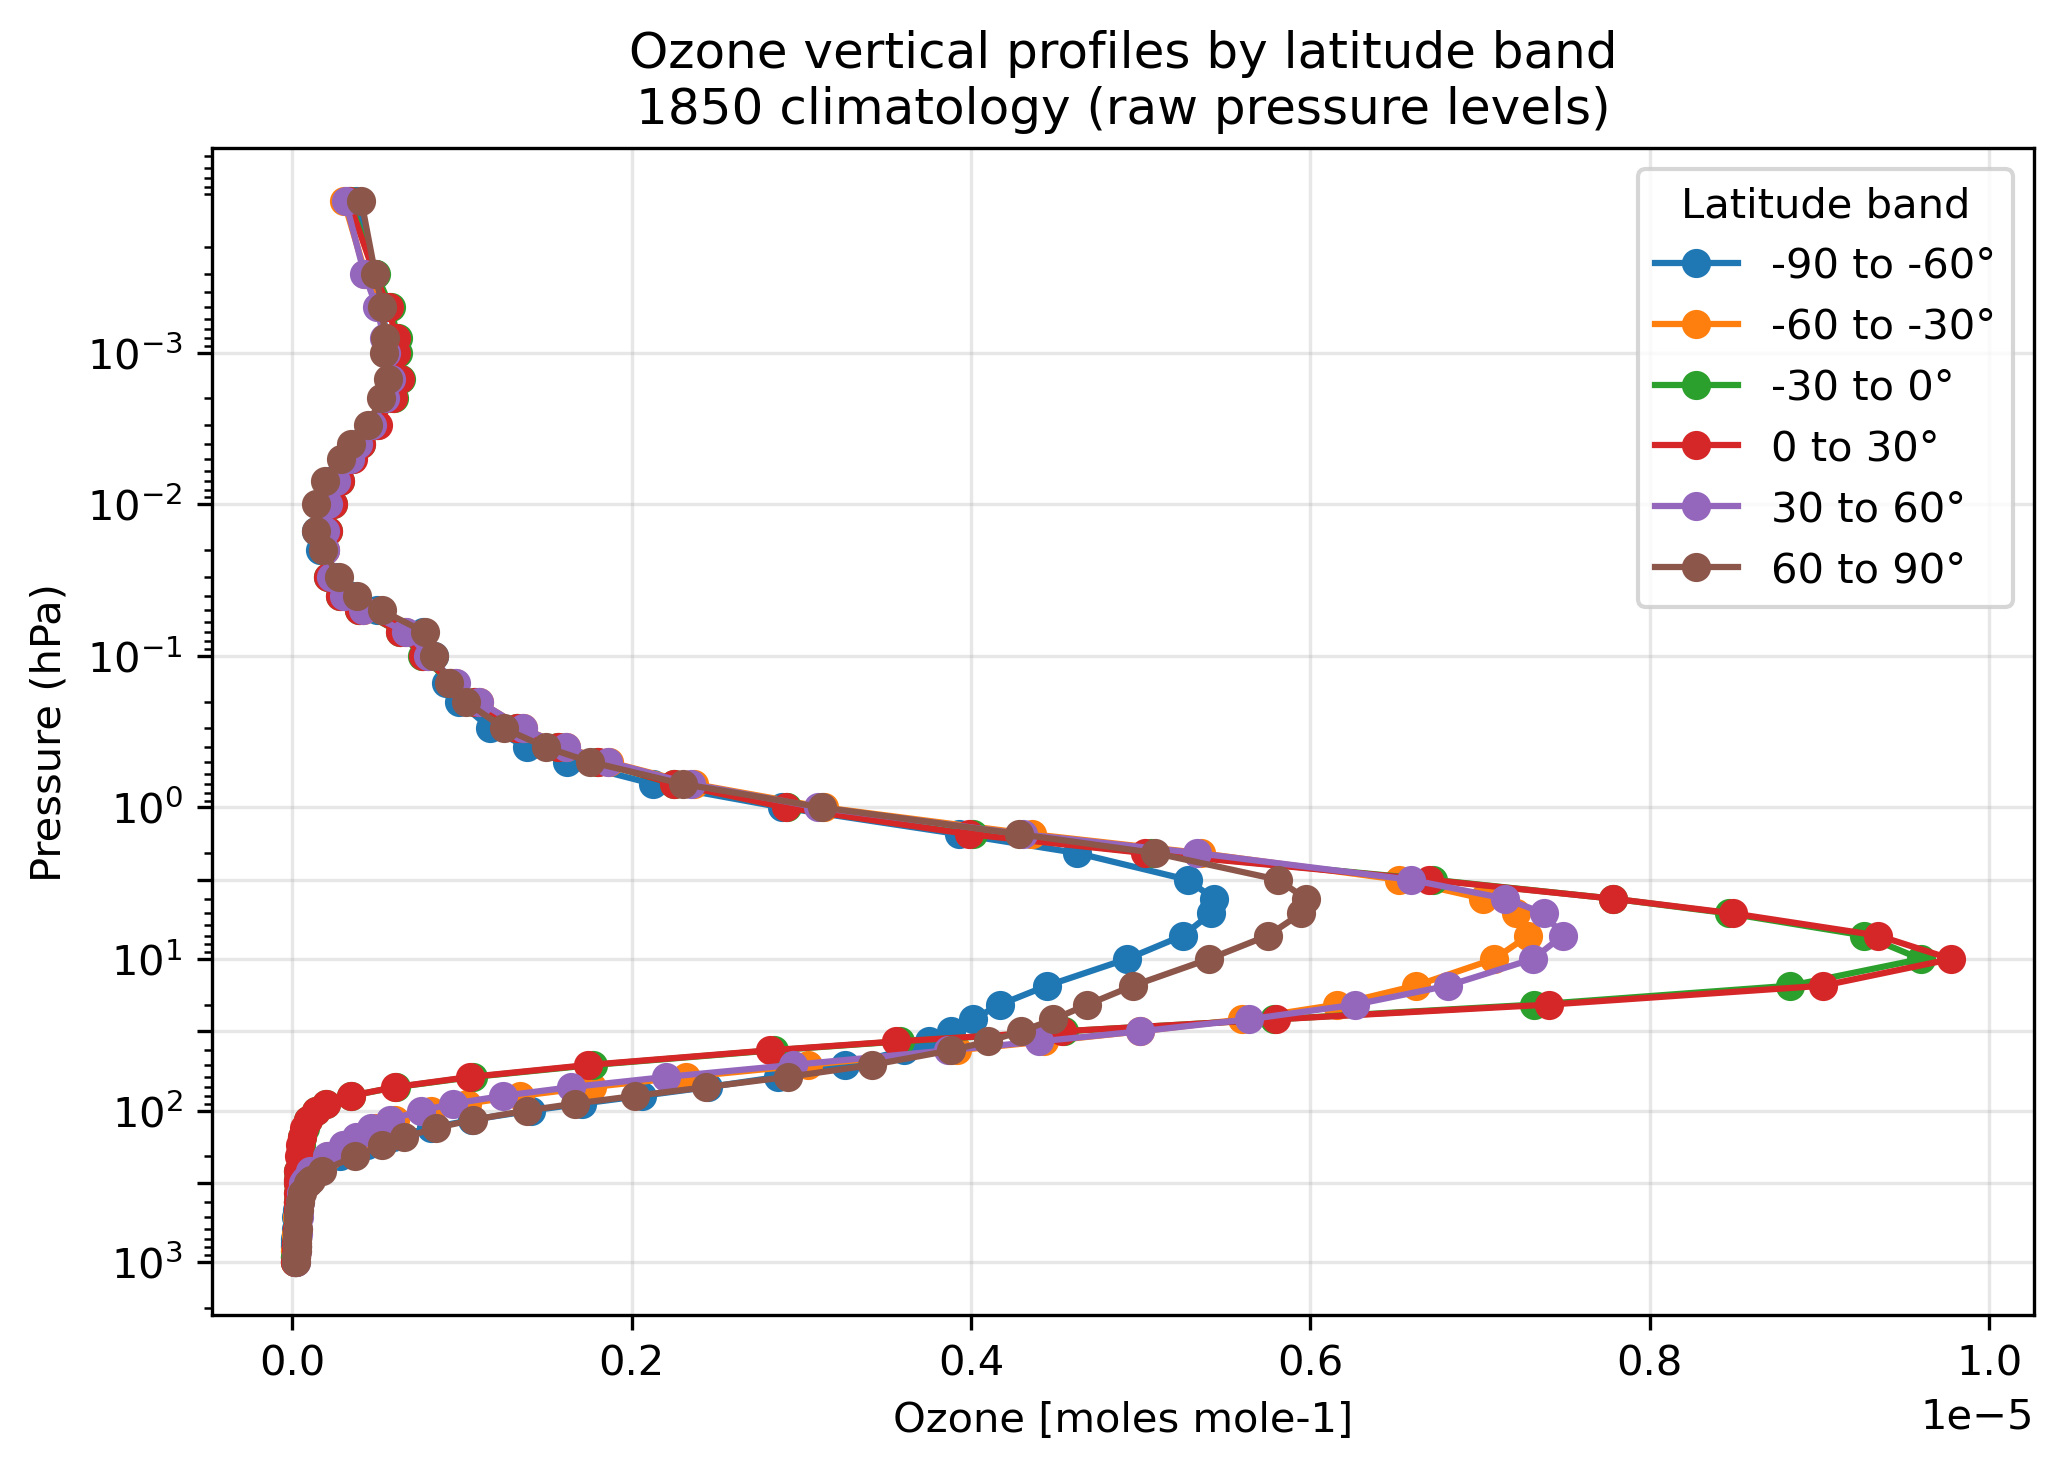 Ozone vertical profiles by latitude band
1850 climatology (raw pressure levels)
Latitude band
-90 to -60°
-60 to -30°
-30 to 0°
0 to 30°
30 to 60°
60 to 90°
Pressure (hPa)
10⁻³
10⁻²
10⁻¹
10⁰
10¹
10²
10³
0.0 0.2 0.4 0.6 0.8 1.0
1e−5
Ozone [moles mole-1]